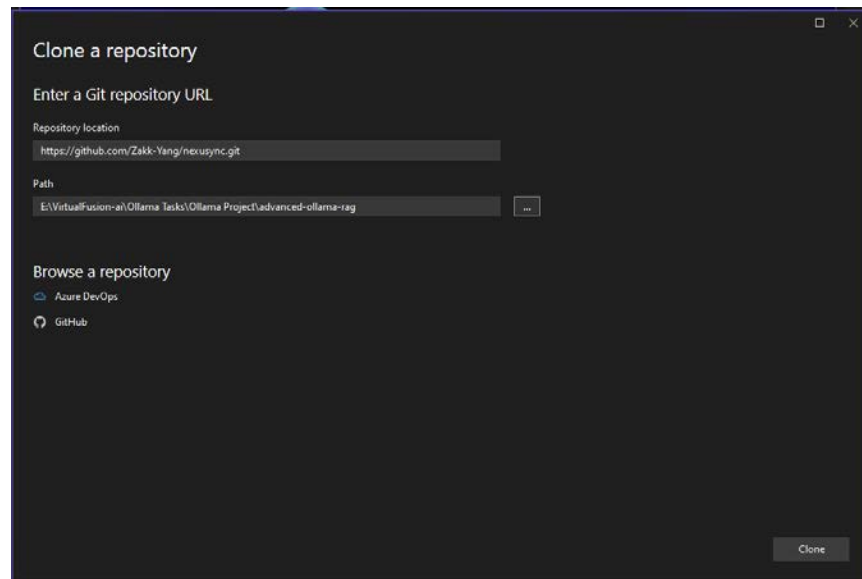 Clone a repository
Enter a Git repository URL
Repository location
https://github.com/Zakk-Yang/nexusync.git
Path
E:\VirtualFusion-ai\Ollama Tasks\Ollama Project\advanced-ollama-rag
...
Browse a repository
Azure DevOps
GitHub
Clone